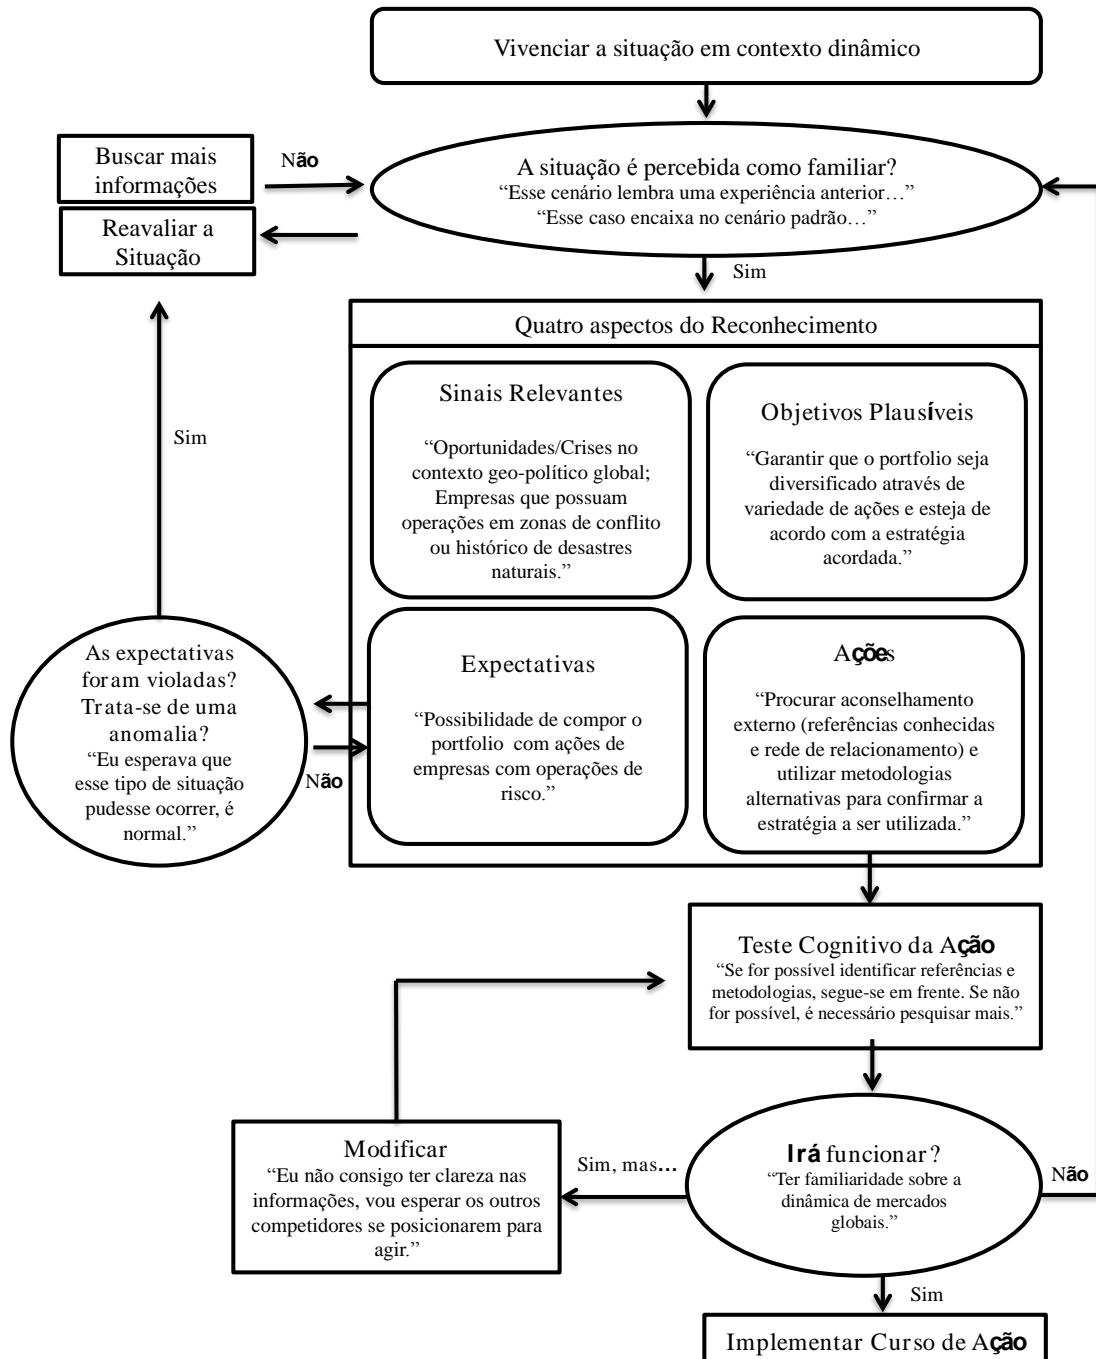 Vivenciar a situação em contexto dinâmico
Buscar mais
informações
Não
A situação é percebida como familiar?
“Esse cenário lembra uma experiência anterior…”
“Esse caso encaixa no cenário padrão…”
Reavaliar a
Situação
Sim
Quatro aspectos do Reconhecimento
Sinais Relevantes
“Oportunidades/Crises no
contexto geo-político global;
Empresas que possuam
operações em zonas de conflito
ou histórico de desastres
naturais.”
Objetivos Plausíveis
“Garantir que o portfolio seja
diversificado através de
variedade de ações e esteja de
acordo com a estratégia
acordada.”
Sim
As expectativas
foram violadas?
Trata-se de uma
anomalia?
“Eu esperava que
esse tipo de situação
pudesse ocorrer, é
normal.”
Não
Expectativas
“Possibilidade de compor o
portfolio com ações de
empresas com operações de
risco.”
Ações
“Procurar aconselhamento
externo (referências conhecidas
e rede de relacionamento) e
utilizar metodologias
alternativas para confirmar a
estratégia a ser utilizada.”
Teste Cognitivo da Ação
“Se for possível identificar referências e
metodologias, segue-se em frente. Se não
for possível, é necessário pesquisar mais.”
Modificar
“Eu não consigo ter clareza nas
informações, vou esperar os outros
competidores se posicionarem para
agir.”
Sim, mas…
Irá funcionar?
“Ter familiaridade sobre a
dinâmica de mercados
globais.”
Não
Sim
Implementar Curso de Ação